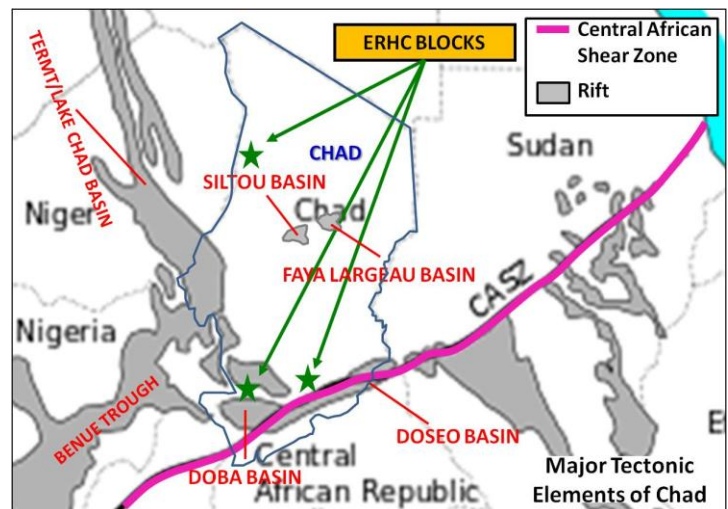 ERHC BLOCKS
Central African
Shear Zone
Rift
TERMT/LAKE CHAD BASIN
CHAD
Sudan
SILTOU BASIN
Niger
Chad
FAYA LARGEAU BASIN
CASZ
Nigeria
BENUE TROUGH
DOSEO BASIN
Central
DOBA BASIN
African Republic
Major Tectonic
Elements of Chad